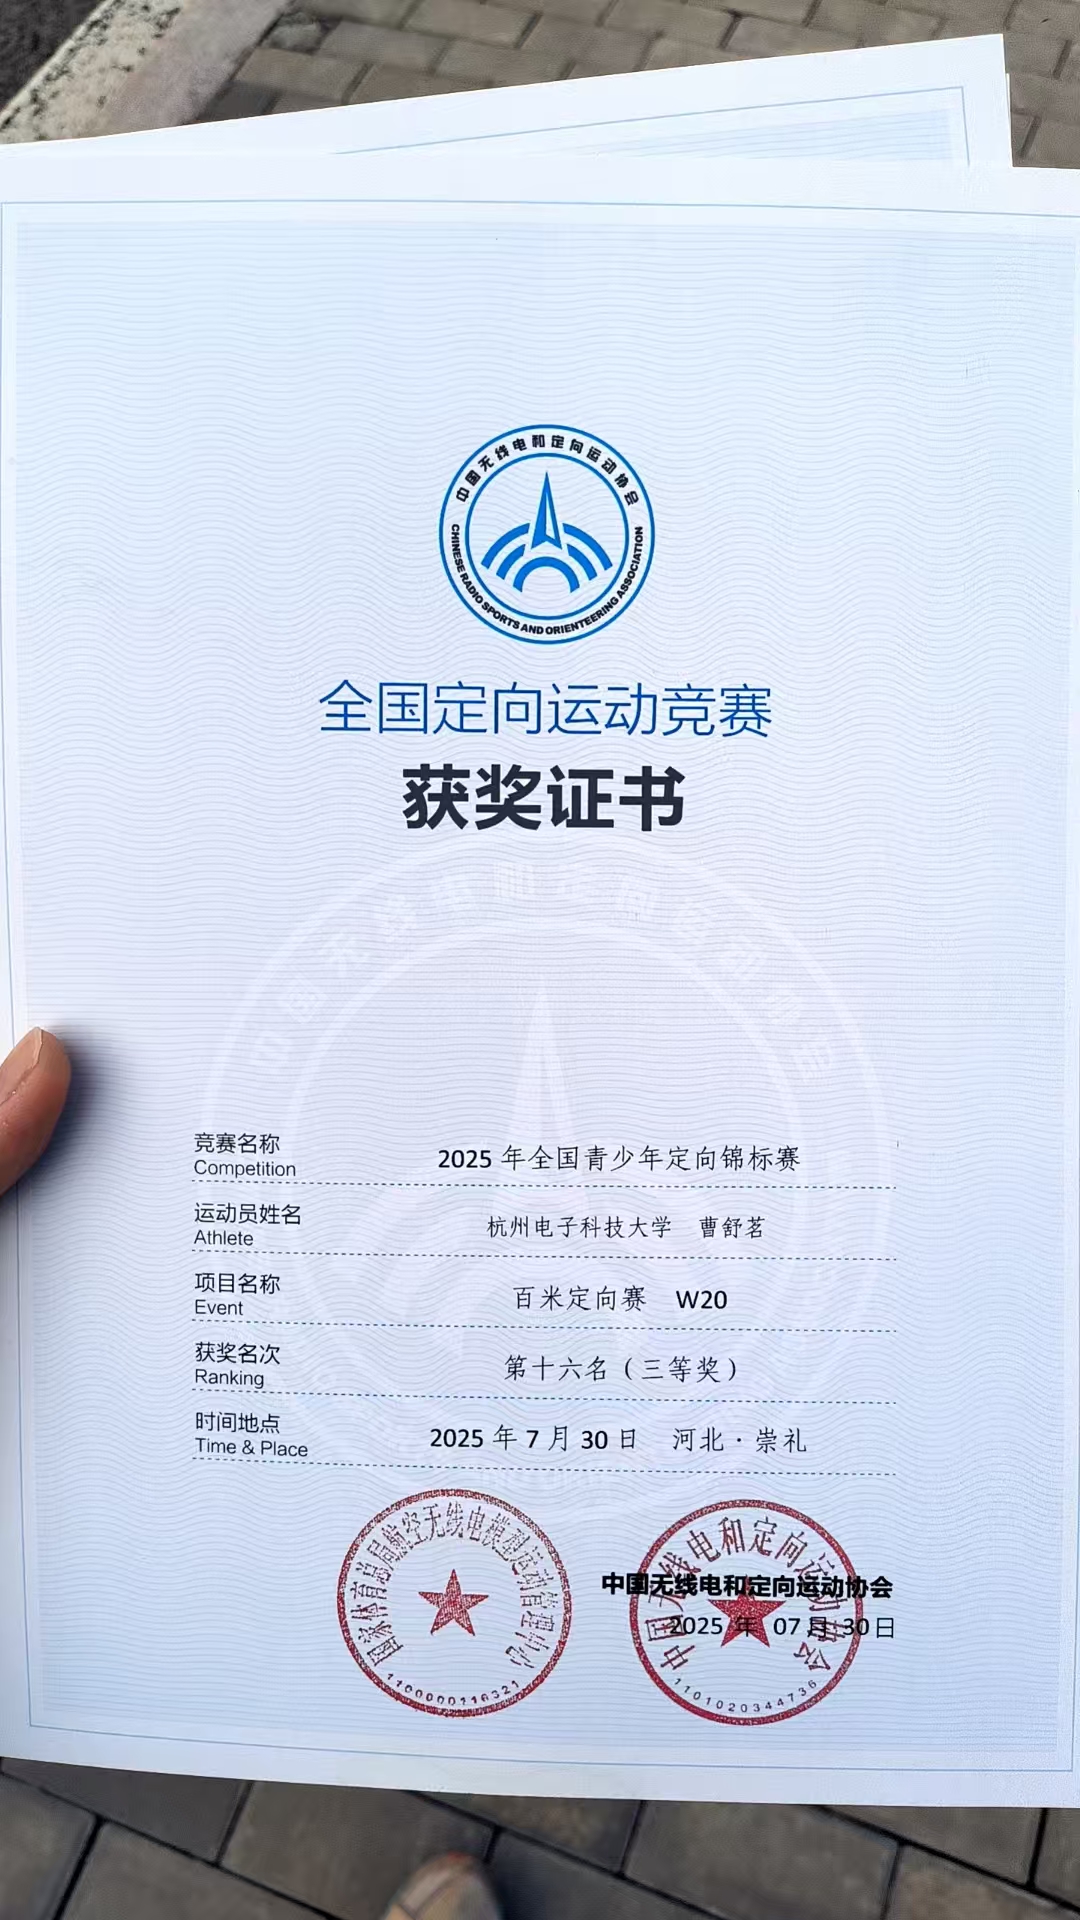 中国无线电和定向运动协会
CHINESE RADIO SPORTS AND ORIENTEERING ASSOCIATION
全国定向运动竞赛
获奖证书
竞赛名称
Competition
2025 年全国青少年定向锦标赛
运动员姓名
Athlete
杭州电子科技大学 曹舒茗
项目名称
Event
百米定向赛 W20
获奖名次
Ranking
第十六名（三等奖）
时间地点
Time & Place
2025 年 7 月 30 日 河北 · 崇礼
国家体育总局航空无线电模型运动管理中心
1100000116321
中国无线电和定向运动协会
1101020344736
中国无线电和定向运动协会
2025 年 07月 30日